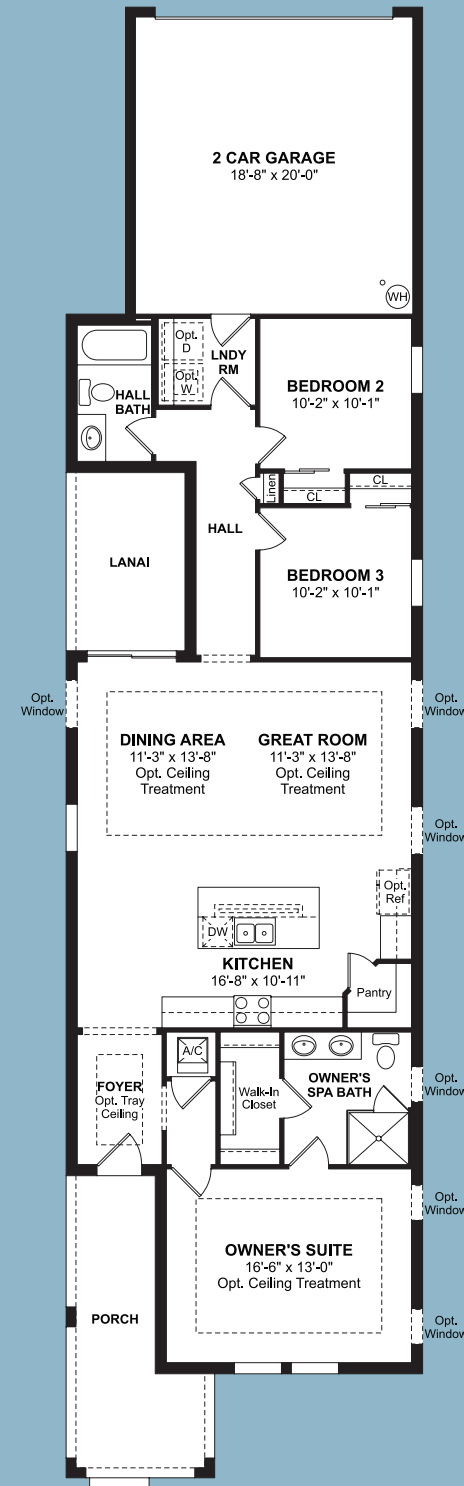 2 CAR GARAGE
18'-8" x 20'-0"
WH
Opt.
D
LNDY
RM
Opt.
W
HALL
BATH
BEDROOM 2
10'-2" x 10'-1"
Linen
CL
CL
HALL
LANAI
BEDROOM 3
10'-2" x 10'-1"
Opt.
Window
Opt.
Window
DINING AREA
11'-3" x 13'-8"
Opt. Ceiling
Treatment
GREAT ROOM
11'-3" x 13'-8"
Opt. Ceiling
Treatment
Opt.
Window
Opt.
Ref
DW
KITCHEN
16'-8" x 10'-11"
Pantry
A/C
FOYER
Opt. Tray
Ceiling
Walk-In
Closet
OWNER'S
SPA BATH
Opt.
Window
Opt.
Window
OWNER'S SUITE
16'-6" x 13'-0"
Opt. Ceiling Treatment
PORCH
Opt.
Window